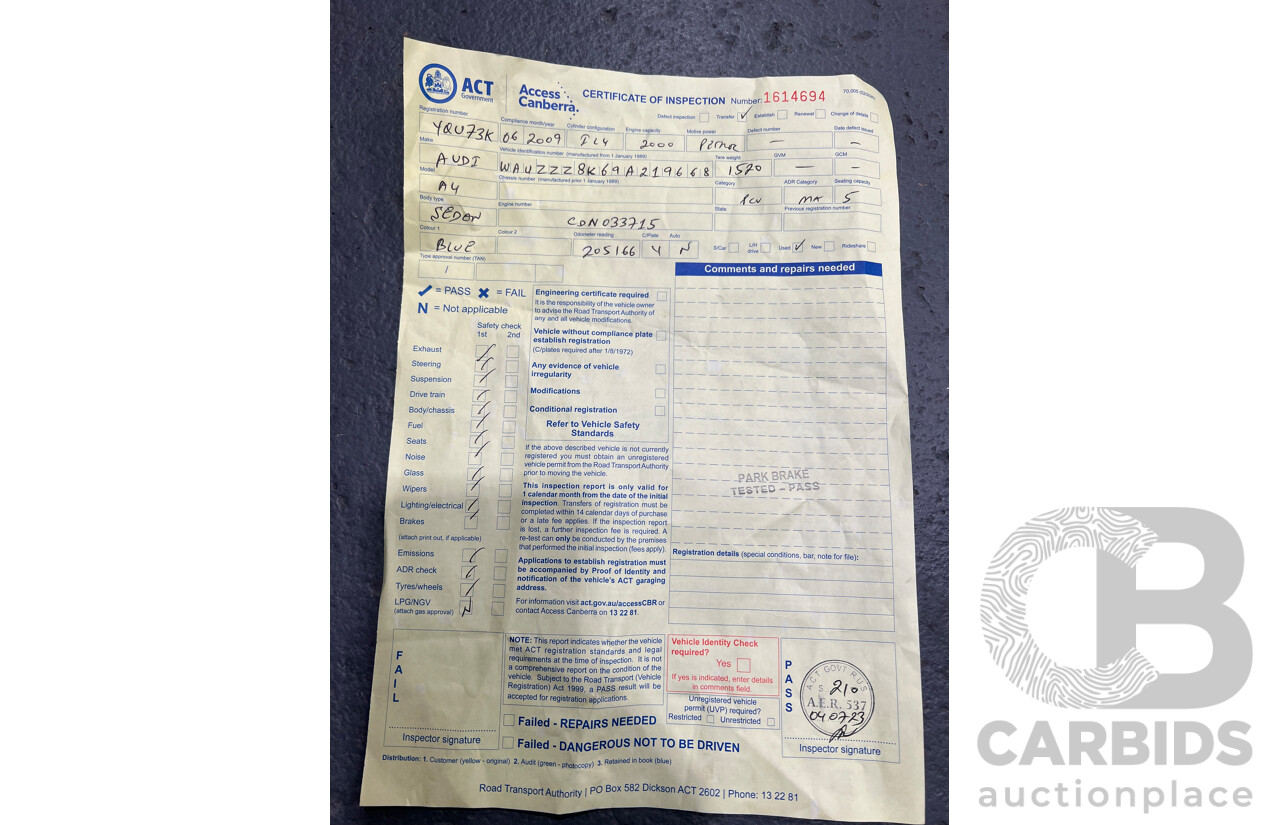 ACT
Government
Access
Canberra.
CERTIFICATE OF INSPECTION Number: 1614694
Defect inspection Transfer ✓ Establish Renewal Change of details
Registration number Compliance month/year Cylinder configuration Engine capacity Motive power Defect number Date defect issued
YQU73K 06 2009 IL4 2000 PETROL — —
Make Vehicle identification number (manufactured from 1 January 1989) Tare weight GVM GCM
AUDI WAUZZZ8K69A219668 1520 — —
Model Chassis number (manufactured prior 1 January 1989) Category ADR Category Seating capacity
A4 PCV MA 5
Body type Engine number State Previous registration number
SEDAN CDN033715
Colour 1 Colour 2 Odometer reading C/Plate Auto
BLUE 205166 Y N S/Car L/H drive Used ✓ New Rideshare
Type approval number (TAN)
/
Comments and repairs needed
✓ = PASS ✖ = FAIL
N = Not applicable
Safety check
1st 2nd
Exhaust
Steering
Suspension
Drive train
Body/chassis
Fuel
Seats
Noise
Glass
Wipers
Lighting/electrical
Brakes
(attach print out, if applicable)
Emissions
ADR check
Tyres/wheels
LPG/NGV N
(attach gas approval)
Engineering certificate required
It is the responsibility of the vehicle owner
to advise the Road Transport Authority of
any and all vehicle modifications.
Vehicle without compliance plate
establish registration
(C/plates required after 1/8/1972)
Any evidence of vehicle
irregularity
Modifications
Conditional registration
Refer to Vehicle Safety
Standards
If the above described vehicle is not currently
registered you must obtain an unregistered
vehicle permit from the Road Transport Authority
prior to moving the vehicle.
This inspection report is only valid for
1 calendar month from the date of the initial
inspection. Transfers of registration must be
completed within 14 calendar days of purchase
or a late fee applies. If the inspection report
is lost, a further inspection fee is required. A
re-test can only be conducted by the premises
that performed the initial inspection (fees apply).
Applications to establish registration must
be accompanied by Proof of Identity and
notification of the vehicle's ACT garaging
address.
For information visit act.gov.au/accessCBR or
contact Access Canberra on 13 22 81.
PARK BRAKE
TESTED - PASS
Registration details (special conditions, bar, note for file):
FAIL
Inspector signature
NOTE: This report indicates whether the vehicle
met ACT registration standards and legal
requirements at the time of inspection. It is not
a comprehensive report on the condition of the
vehicle. Subject to the Road Transport (Vehicle
Registration) Act 1999, a PASS result will be
accepted for registration applications.
Failed - REPAIRS NEEDED
Failed - DANGEROUS NOT TO BE DRIVEN
Vehicle Identity Check
required?
Yes
If yes is indicated, enter details
in comments field.
Unregistered vehicle
permit (UVP) required?
Restricted Unrestricted
PASS
ACT GOVT RUS
S. 210
A.E.R. 537
040723
Inspector signature
Distribution: 1. Customer (yellow - original) 2. Audit (green - photocopy) 3. Retained in book (blue)
Road Transport Authority | PO Box 582 Dickson ACT 2602 | Phone: 13 22 81
CB
CARBIDS
auctionplace